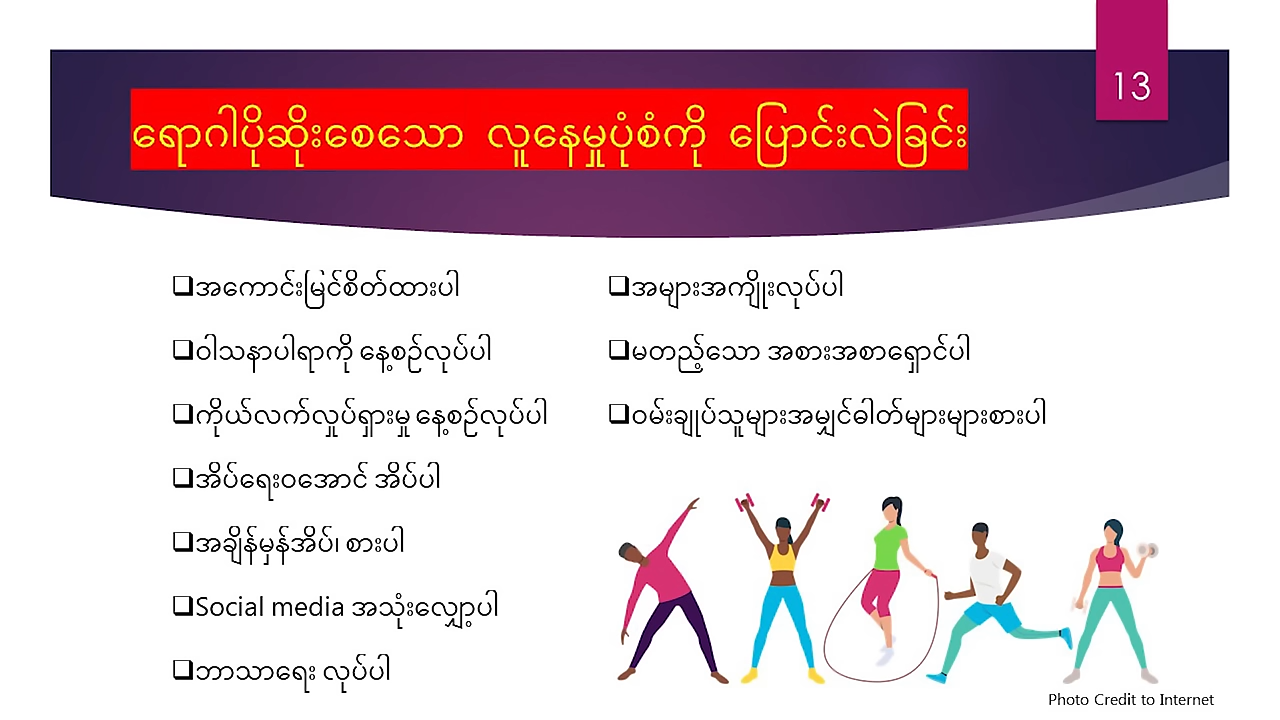 13
ရောဂါပိုဆိုးစေသော လူနေမှုပုံစံကို ပြောင်းလဲခြင်း
❑အကောင်းမြင်စိတ်ထားပါ
❑ဝါသနာပါရာကို နေ့စဉ်လုပ်ပါ
❑ကိုယ်လက်လှုပ်ရှားမှု နေ့စဉ်လုပ်ပါ
❑အိပ်ရေးဝအောင် အိပ်ပါ
❑အချိန်မှန်အိပ်၊ စားပါ
❑Social media အသုံးလျှော့ပါ
❑ဘာသာရေး လုပ်ပါ
❑အများအကျိုးလုပ်ပါ
❑မတည့်သော အစားအစာရှောင်ပါ
❑ဝမ်းချုပ်သူများအမျှင်ဓါတ်များများစားပါ
Photo Credit to Internet